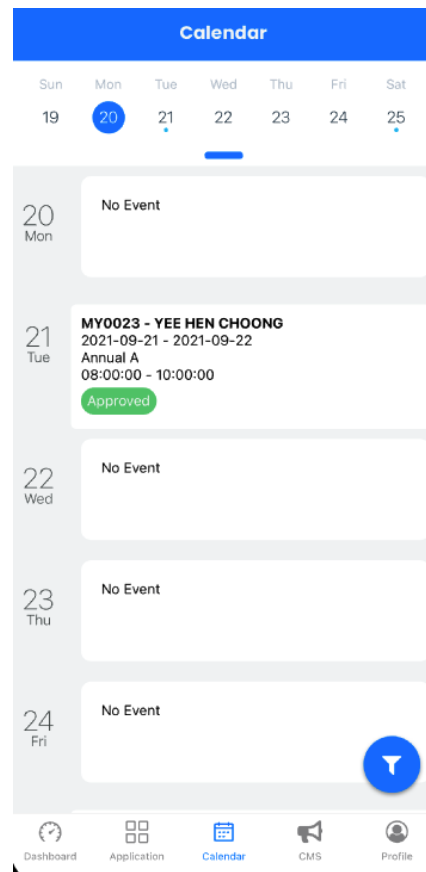 Calendar
Sun Mon Tue Wed Thu Fri Sat
19 20 21 22 23 24 25
20
Mon
No Event
21
Tue
MY0023 - YEE HEN CHOONG
2021-09-21 - 2021-09-22
Annual A
08:00:00 - 10:00:00
Approved
22
Wed
No Event
23
Thu
No Event
24
Fri
No Event
Dashboard Application Calendar CMS Profile